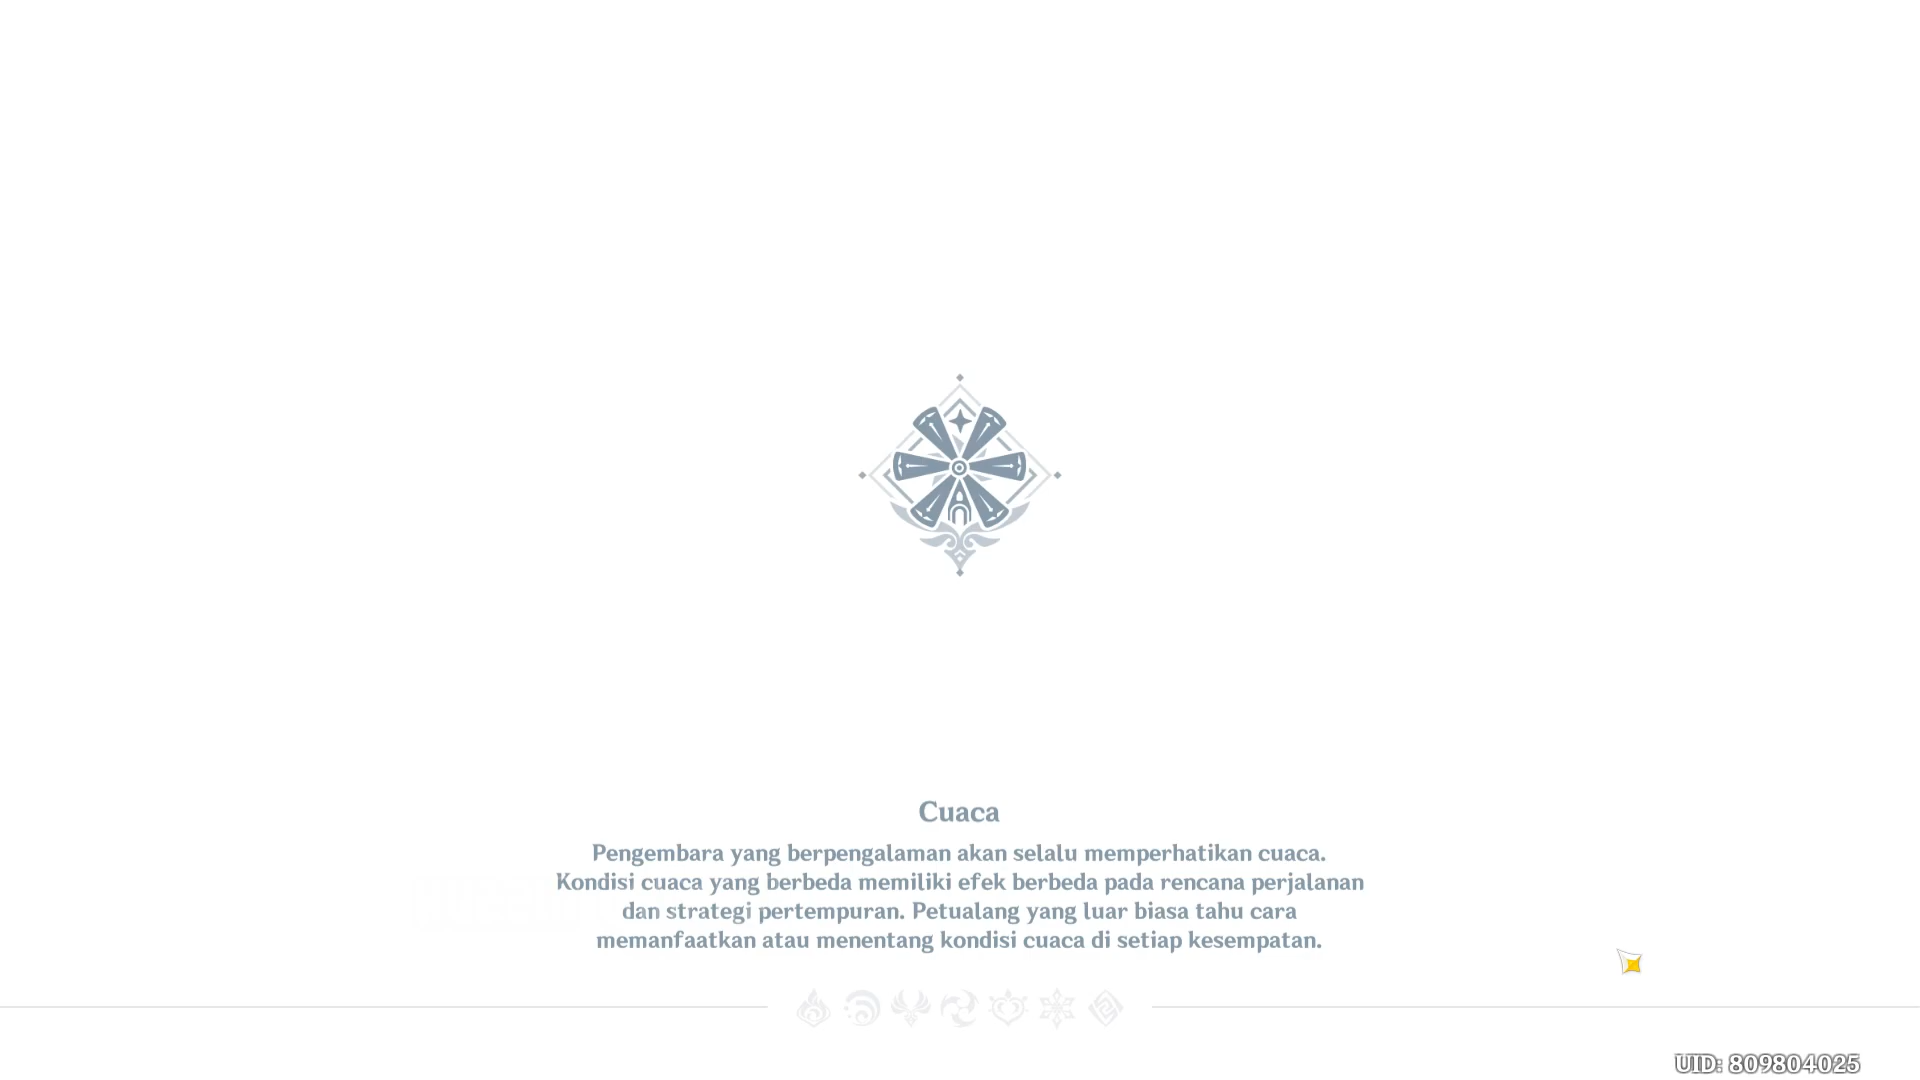 Cuaca
Pengembara yang berpengalaman akan selalu memperhatikan cuaca.
Kondisi cuaca yang berbeda memiliki efek berbeda pada rencana perjalanan
dan strategi pertempuran. Petualang yang luar biasa tahu cara
memanfaatkan atau menentang kondisi cuaca di setiap kesempatan.
UID: 809804025